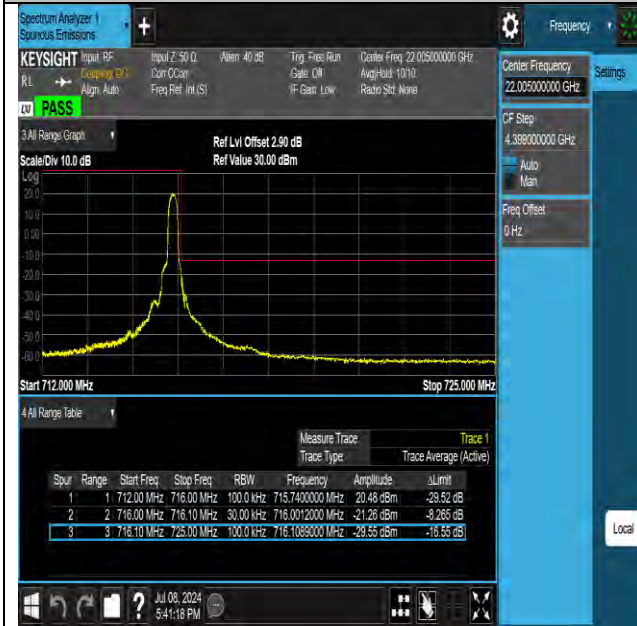 Spectrum Analyzer 1
Spurious Emissions
+
Frequency
KEYSIGHT
Input: RF
Coupling: DC
Align: Auto
Input Z: 50 Ω
Corr CCorr
Freq Ref: Int (S)
Atten: 40 dB
Trig: Free Run
Gate: Off
IF Gain: Low
Center Freq: 22.005000000 GHz
Avg|Hold: 10/10
Radio Std: None
R L
PASS
Center Frequency
22.005000000 GHz
Settings
CF Step
4.399000000 GHz
Auto
Man
Freq Offset
0 Hz
3 All Range Graph
Scale/Div 10.0 dB
Ref Lvl Offset 2.90 dB
Ref Value 30.00 dBm
Log
20.0
10.0
0.00
-10.0
-20.0
-30.0
-40.0
-50.0
-60.0
Start 712.000 MHz
Stop 725.000 MHz
4 All Range Table
Measure Trace Trace 1
Trace Type Trace Average (Active)
Spur Range Start Freq Stop Freq RBW Frequency Amplitude ΔLimit
1 1 712.00 MHz 716.00 MHz 100.0 kHz 715.7400000 MHz 20.48 dBm -29.52 dB
2 2 716.00 MHz 716.10 MHz 30.00 kHz 716.0012000 MHz -21.26 dBm -8.265 dB
3 3 716.10 MHz 725.00 MHz 100.0 kHz 716.1089000 MHz -29.55 dBm -16.55 dB
Local
?
Jul 08, 2024
5:41:18 PM